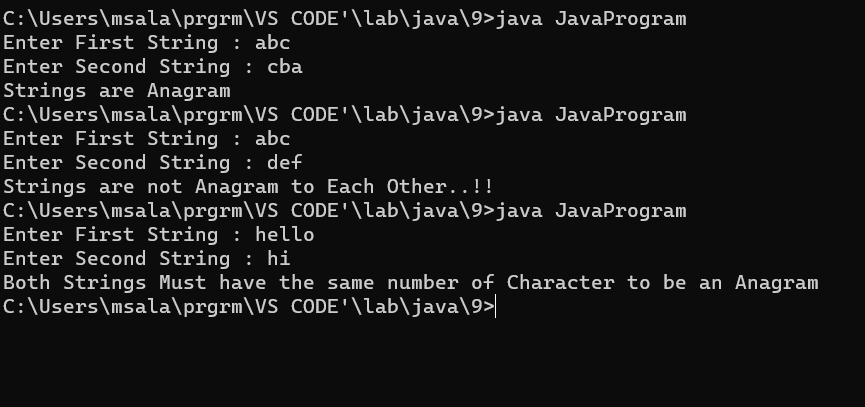 C:\Users\msala\prgrm\VS CODE'\lab\java\9>java JavaProgram
Enter First String : abc
Enter Second String : cba
Strings are Anagram
C:\Users\msala\prgrm\VS CODE'\lab\java\9>java JavaProgram
Enter First String : abc
Enter Second String : def
Strings are not Anagram to Each Other..!!
C:\Users\msala\prgrm\VS CODE'\lab\java\9>java JavaProgram
Enter First String : hello
Enter Second String : hi
Both Strings Must have the same number of Character to be an Anagram
C:\Users\msala\prgrm\VS CODE'\lab\java\9>